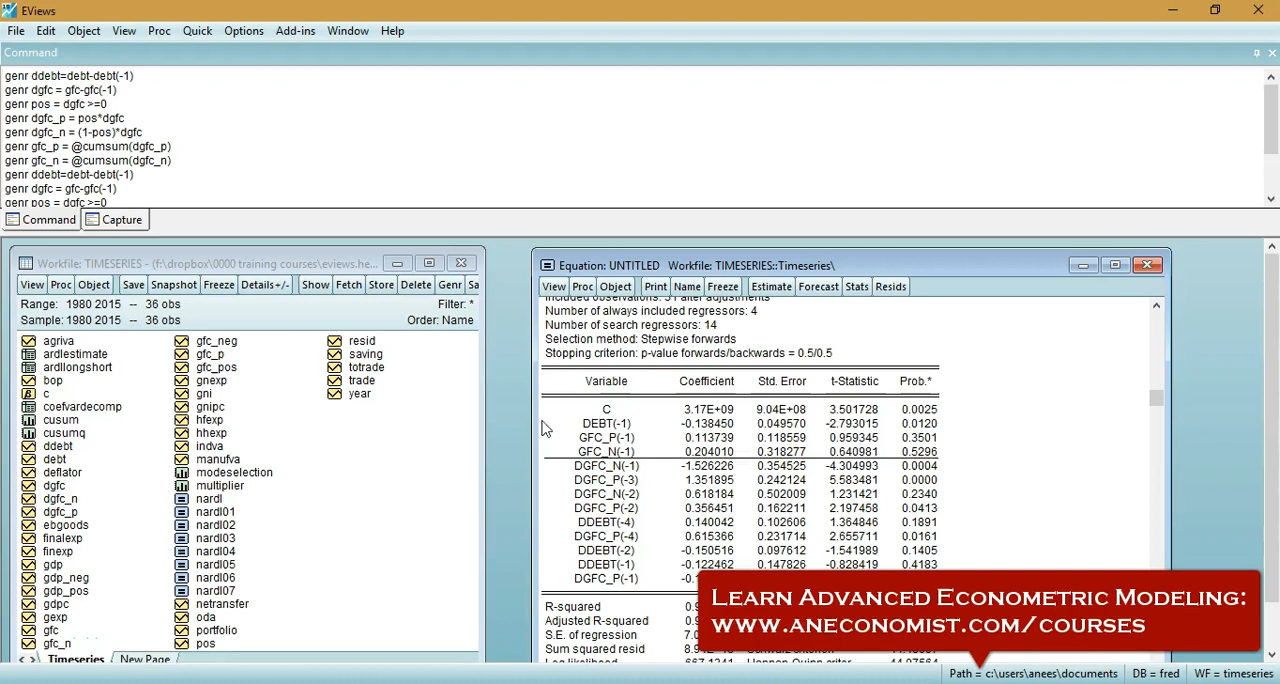 EViews
File Edit Object View Proc Quick Options Add-ins Window Help
Command
genr ddebt=debt-debt(-1)
genr dgfc = gfc-gfc(-1)
genr pos = dgfc >=0
genr dgfc_p = pos*dgfc
genr dgfc_n = (1-pos)*dgfc
genr gfc_p = @cumsum(dgfc_p)
genr gfc_n = @cumsum(dgfc_n)
genr ddebt=debt-debt(-1)
genr dgfc = gfc-gfc(-1)
genr pos = dgfc >=0
Command Capture
Workfile: TIMESERIES - (f:\dropbox\0000 training courses\eviews.he...
View Proc Object Save Snapshot Freeze Details+/- Show Fetch Store Delete Genr Sa
Range: 1980 2015 -- 36 obs Filter: *
Sample: 1980 2015 -- 36 obs Order: Name
agriva
ardlestimate
ardllongshort
bop
c
coefvardecomp
cusum
cusumq
ddebt
debt
deflator
dgfc
dgfc_n
dgfc_p
ebgoods
finalexp
finexp
gdp
gdp_neg
gdp_pos
gdpc
gexp
gfc
gfc_n
gfc_neg
gfc_p
gfc_pos
gnexp
gni
gnipc
hfexp
hhexp
indva
manufva
modeselection
multiplier
nardl
nardl01
nardl02
nardl03
nardl04
nardl05
nardl06
nardl07
netransfer
oda
portfolio
pos
resid
saving
totrade
trade
year
Timeseries New Page
Equation: UNTITLED Workfile: TIMESERIES::Timeseries\
View Proc Object Print Name Freeze Estimate Forecast Stats Resids
Included observations: 31 after adjustments
Number of always included regressors: 4
Number of search regressors: 14
Selection method: Stepwise forwards
Stopping criterion: p-value forwards/backwards = 0.5/0.5
Variable Coefficient Std. Error t-Statistic Prob.*
C 3.17E+09 9.04E+08 3.501728 0.0025
DEBT(-1) -0.138450 0.049570 -2.793015 0.0120
GFC_P(-1) 0.113739 0.118559 0.959345 0.3501
GFC_N(-1) 0.204010 0.318277 0.640981 0.5296
DGFC_N(-1) -1.526226 0.354525 -4.304993 0.0004
DGFC_P(-3) 1.351895 0.242124 5.583481 0.0000
DGFC_N(-2) 0.618184 0.502009 1.231421 0.2340
DGFC_P(-2) 0.356451 0.162211 2.197458 0.0413
DDEBT(-4) 0.140042 0.102606 1.364846 0.1891
DGFC_P(-4) 0.615366 0.231714 2.655711 0.0161
DDEBT(-2) -0.150516 0.097612 -1.541989 0.1405
DDEBT(-1) -0.122462 0.147826 -0.828419 0.4183
DGFC_P(-1)
R-squared
Adjusted R-squared
S.E. of regression
Sum squared resid
Log likelihood
Learn Advanced Econometric Modeling:
www.aneconomist.com/courses
Path = c:\users\anees\documents DB = fred WF = timeseries